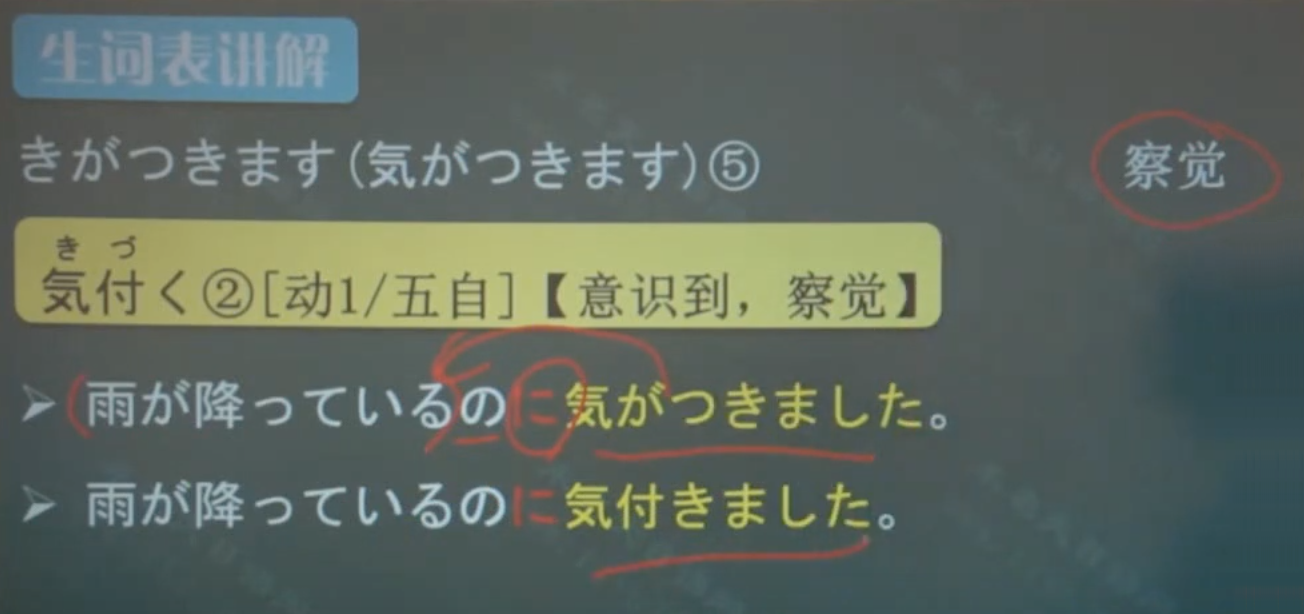 生词表讲解
きがつきます(気がつきます)⑤ 察觉
きづ
気付く②[动1/五自]【意识到，察觉】
➢ 雨が降っているのに気がつきました。
➢ 雨が降っているのに気付きました。